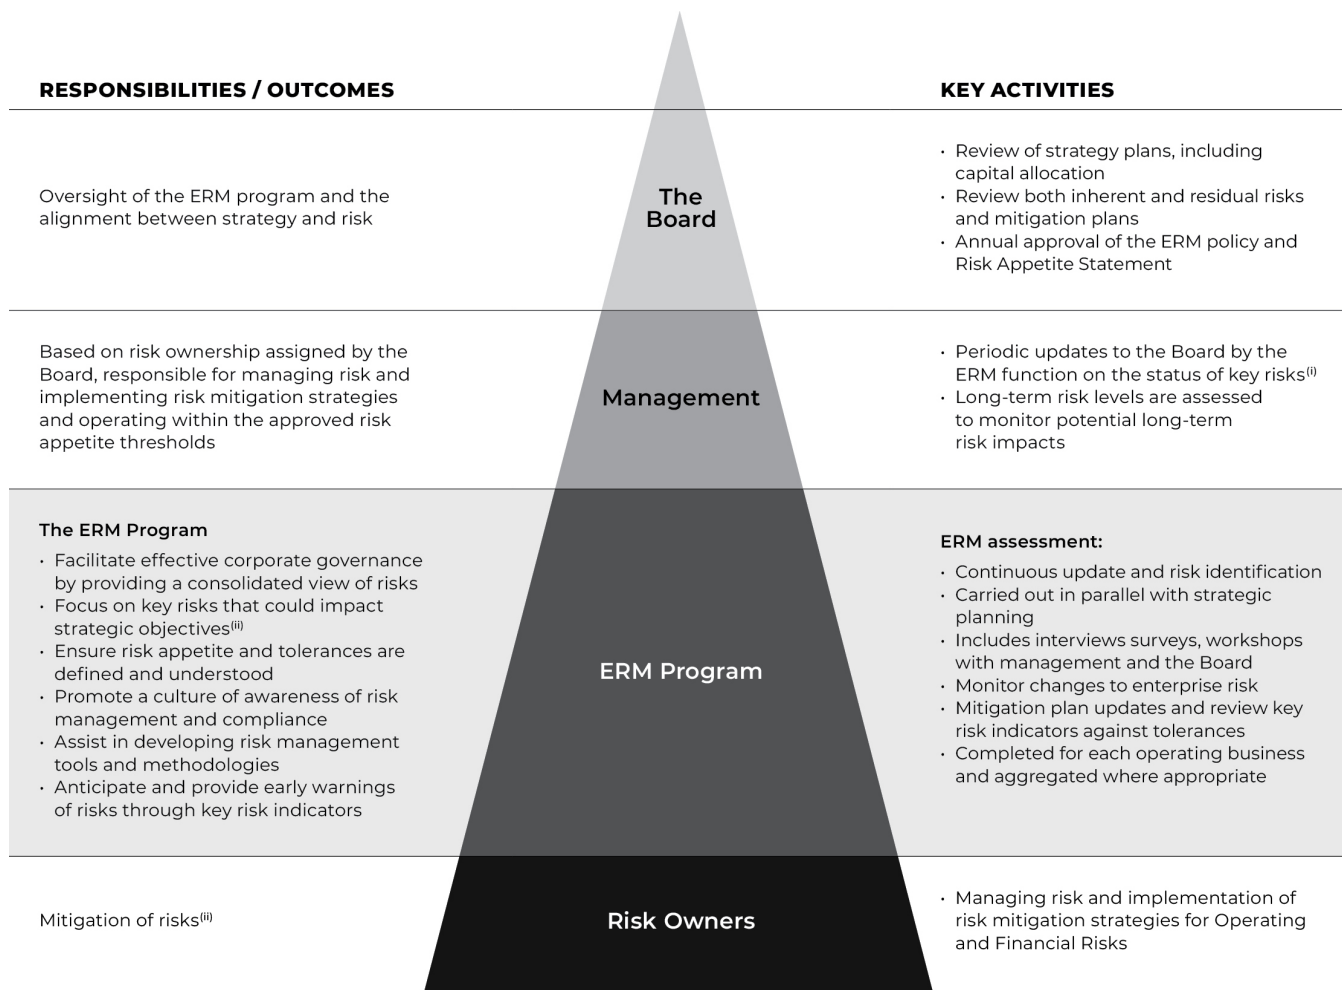 RESPONSIBILITIES / OUTCOMES
KEY ACTIVITIES
Oversight of the ERM program and the
alignment between strategy and risk
The
Board
• Review of strategy plans, including
capital allocation
• Review both inherent and residual risks
and mitigation plans
• Annual approval of the ERM policy and
Risk Appetite Statement
Based on risk ownership assigned by the
Board, responsible for managing risk and
implementing risk mitigation strategies
and operating within the approved risk
appetite thresholds
Management
• Periodic updates to the Board by the
ERM function on the status of key risks(i)
• Long-term risk levels are assessed
to monitor potential long-term
risk impacts
The ERM Program
• Facilitate effective corporate governance
by providing a consolidated view of risks
• Focus on key risks that could impact
strategic objectives(ii)
• Ensure risk appetite and tolerances are
defined and understood
• Promote a culture of awareness of risk
management and compliance
• Assist in developing risk management
tools and methodologies
• Anticipate and provide early warnings
of risks through key risk indicators
ERM Program
ERM assessment:
• Continuous update and risk identification
• Carried out in parallel with strategic
planning
• Includes interviews surveys, workshops
with management and the Board
• Monitor changes to enterprise risk
• Mitigation plan updates and review key
risk indicators against tolerances
• Completed for each operating business
and aggregated where appropriate
Mitigation of risks(ii)
Risk Owners
• Managing risk and implementation of
risk mitigation strategies for Operating
and Financial Risks